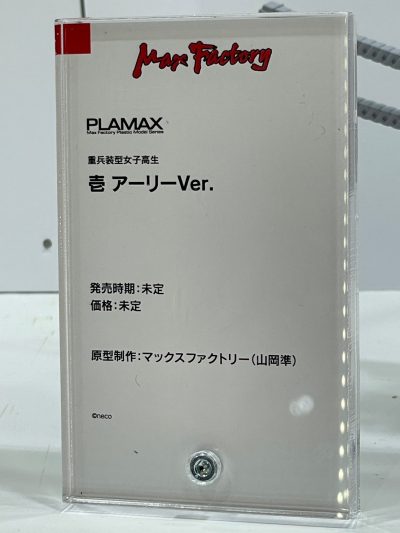 Max Factory
PLAMAX
Max Factory Plastic Model Series
重兵装型女子高生
壱 アーリーVer.
発売時期：未定
価格：未定
原型制作：マックスファクトリー（山岡準）
©neco